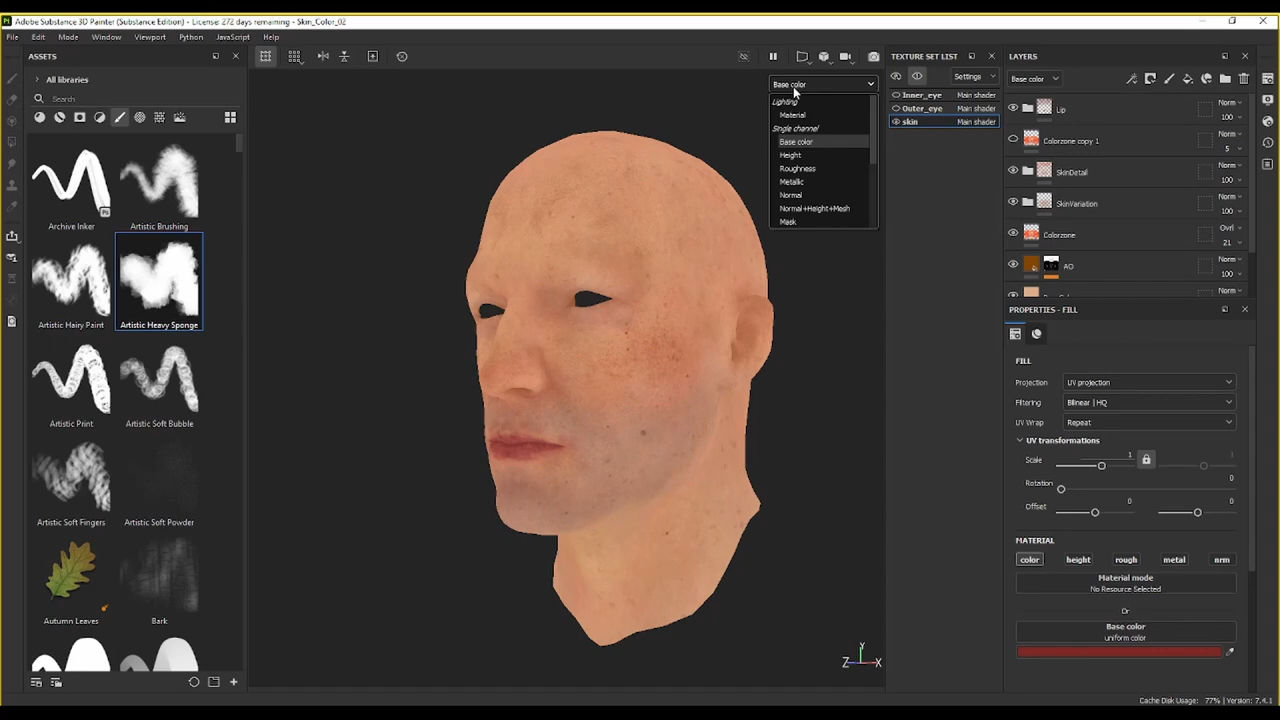 Pt Adobe Substance 3D Painter (Substance Edition) - License: 272 days remaining - Skin_Color_02
File Edit Mode Window Viewport Python JavaScript Help
ASSETS
All libraries
Search
Archive Inker
Ps
Artistic Brushing
Artistic Hairy Paint
Artistic Heavy Sponge
Artistic Print
Artistic Soft Bubble
Artistic Soft Fingers
Artistic Soft Powder
Autumn Leaves
Bark
Base color
Lighting
Material
Single channel
Base color
Height
Roughness
Metallic
Normal
Normal+Height+Mesh
Mask
Y
Z X
TEXTURE SET LIST
Settings
Inner_eye Main shader
Outer_eye Main shader
skin Main shader
LAYERS
Base color
Lip Norm 100
Colorzone copy 1 Norm 5
SkinDetail Norm 100
SkinVariation Norm 100
Colorzone Ovrl 21
AO Norm 100
Norm
PROPERTIES - FILL
FILL
Projection UV projection
Filtering Bilinear | HQ
UV Wrap Repeat
UV transformations
Scale 1 1
Rotation 0
Offset 0 0
MATERIAL
color height rough metal nrm
Material mode
No Resource Selected
Or
Base color
uniform color
Cache Disk Usage: 77% | Version: 7.4.1